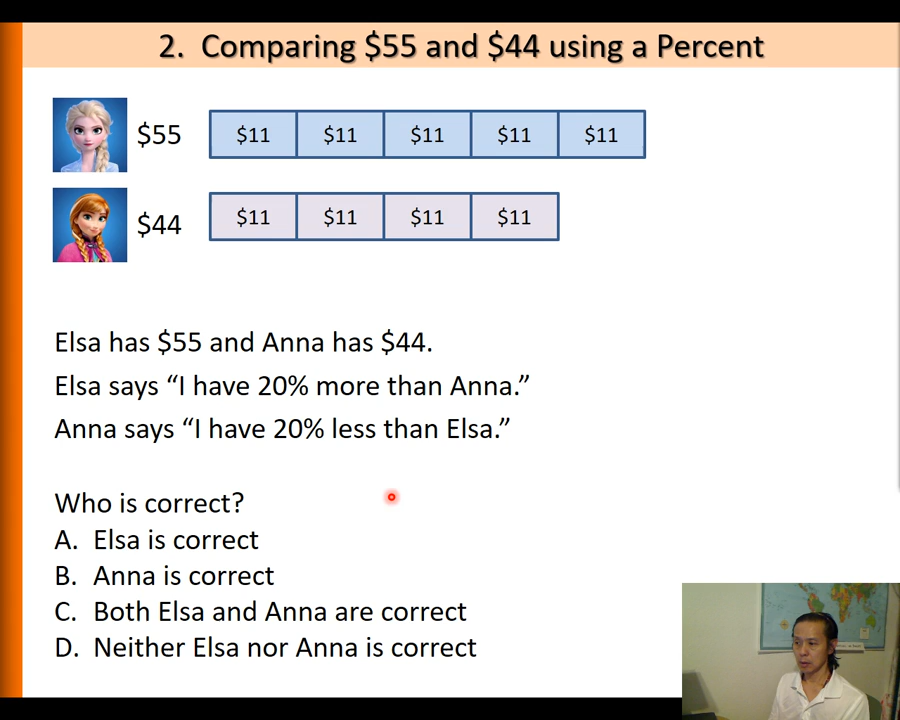 2. Comparing $55 and $44 using a Percent
$55
$11 $11 $11 $11 $11
$44
$11 $11 $11 $11
Elsa has $55 and Anna has $44.
Elsa says “I have 20% more than Anna.”
Anna says “I have 20% less than Elsa.”
Who is correct?
A. Elsa is correct
B. Anna is correct
C. Both Elsa and Anna are correct
D. Neither Elsa nor Anna is correct